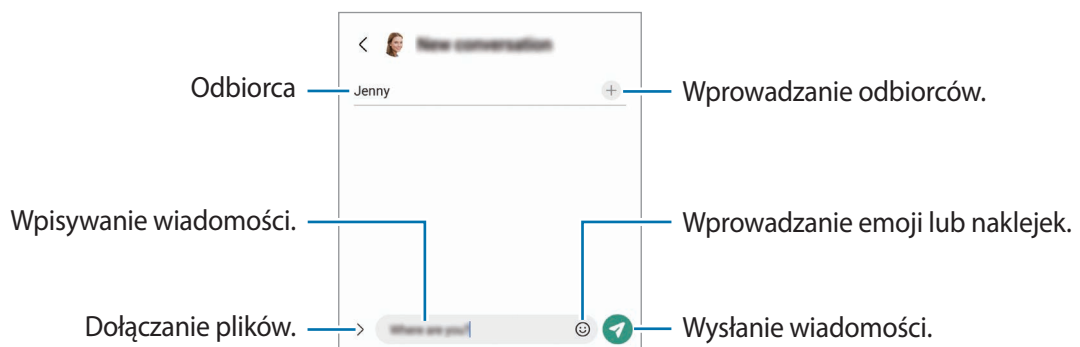 New conversation
Odbiorca
Jenny
Wprowadzanie odbiorców.
Wpisywanie wiadomości.
Wprowadzanie emoji lub naklejek.
Dołączanie plików.
Where are you?
Wysłanie wiadomości.